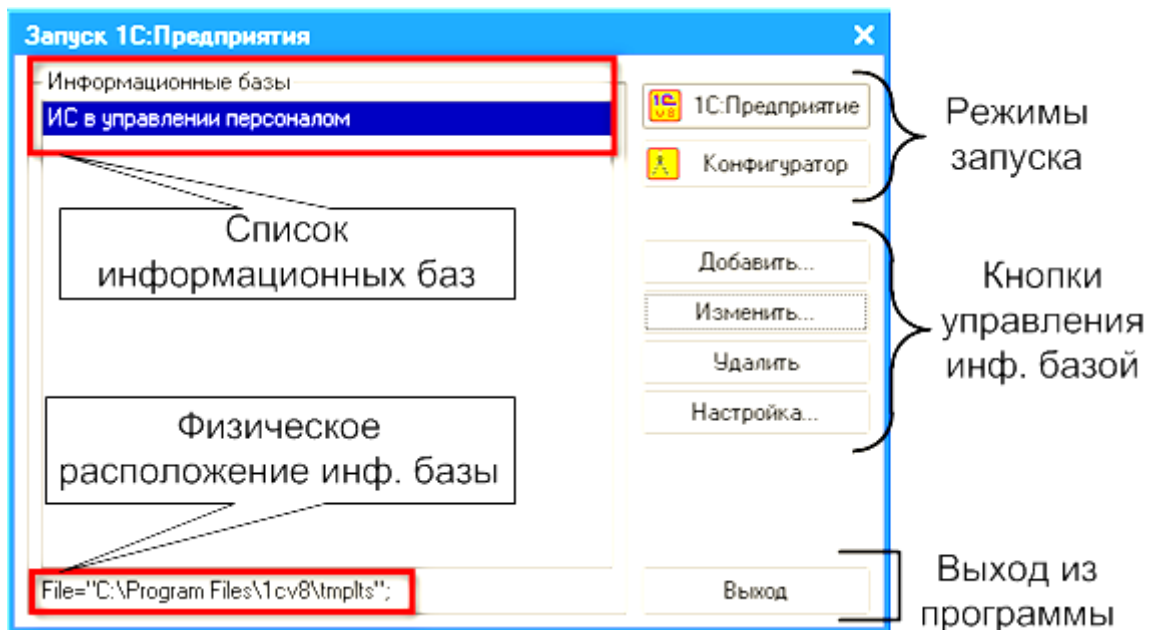 Запуск 1С:Предприятия
Информационные базы
ИС в управлении персоналом
1С:Предприятие
Конфигуратор
Режимы
запуска
Список
информационных баз
Добавить...
Изменить...
Удалить
Настройка...
Кнопки
управления
инф. базой
Физическое
расположение инф. базы
File="C:\Program Files\1cv8\tmplts";
Выход
Выход из
программы